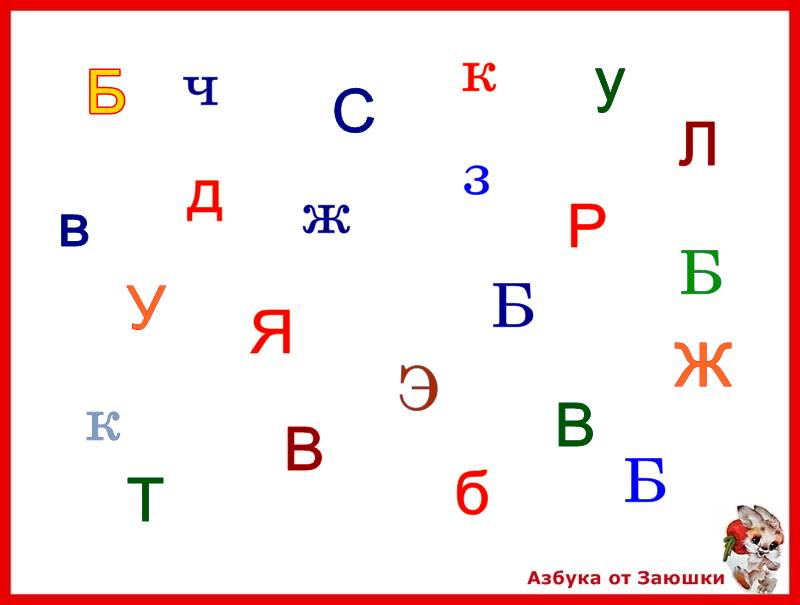 Б ч С к у
Л
д з
в ж Р
Б
У Я Б
Ж
Э
к В В
Т б Б
Азбука от Заюшки